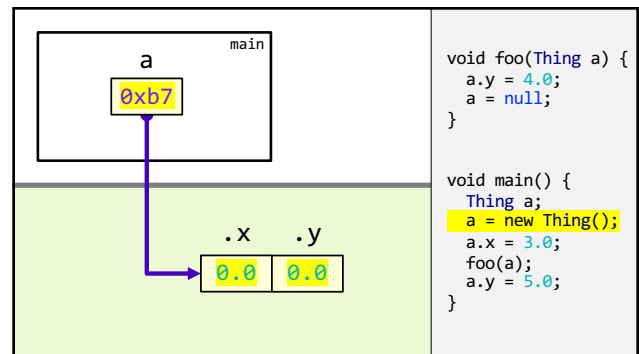 main
a
0xb7
.x .y
0.0 0.0
void foo(Thing a) {
a.y = 4.0;
a = null;
}
void main() {
Thing a;
a = new Thing();
a.x = 3.0;
foo(a);
a.y = 5.0;
}